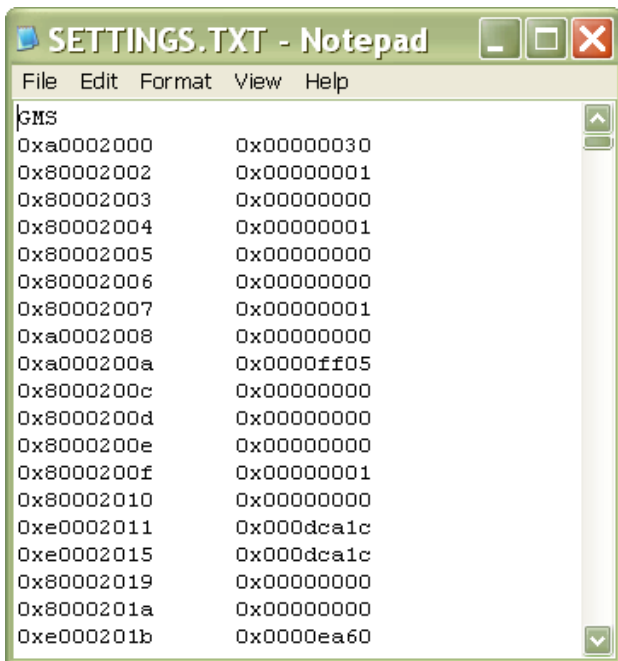 SETTINGS.TXT - Notepad
File Edit Format View Help
GMS
0xa0002000 0x00000030
0x80002002 0x00000001
0x80002003 0x00000000
0x80002004 0x00000001
0x80002005 0x00000000
0x80002006 0x00000000
0x80002007 0x00000001
0xa0002008 0x00000000
0xa000200a 0x0000ff05
0x8000200c 0x00000000
0x8000200d 0x00000000
0x8000200e 0x00000000
0x8000200f 0x00000001
0x80002010 0x00000000
0xe0002011 0x000dca1c
0xe0002015 0x000dca1c
0x80002019 0x00000000
0x8000201a 0x00000000
0xe000201b 0x0000ea60